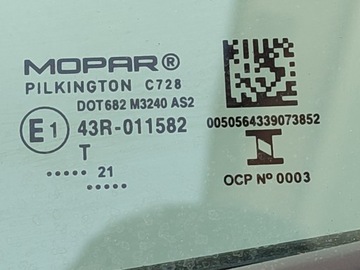 MOPAR®
PILKINGTON C728
DOT682 M3240 AS2
E1 43R-011582
T
..... 21 .....
0050564339073852
I
OCP Nº 0003